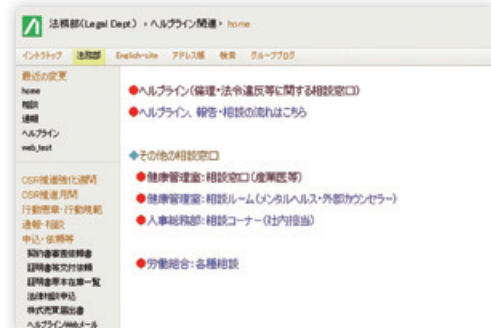 法務部(Legal Dept) › ヘルプライン関連 › home
イントラトップ 法務部 English-site アドレス帳 検索 グループブログ
最近の変更
home
相談
通報
ヘルプライン
web_test
CSR推進強化週間
CSR推進月間
行動憲章・行動規範
通報・相談
申込・依頼等
契約書審査依頼書
証明書等交付依頼
証明書原本在庫一覧
法律相談申込
株式売買届出書
ヘルプラインWebメール
●ヘルプライン(倫理・法令違反等に関する相談窓口)
●ヘルプライン、報告・相談の流れはこちら
◆その他の相談窓口
●健康管理室:相談窓口(産業医等)
●健康管理室:相談ルーム(メンタルヘルス・外部カウンセラー)
●人事総務部:相談コーナー(社内担当)
●労働組合:各種相談